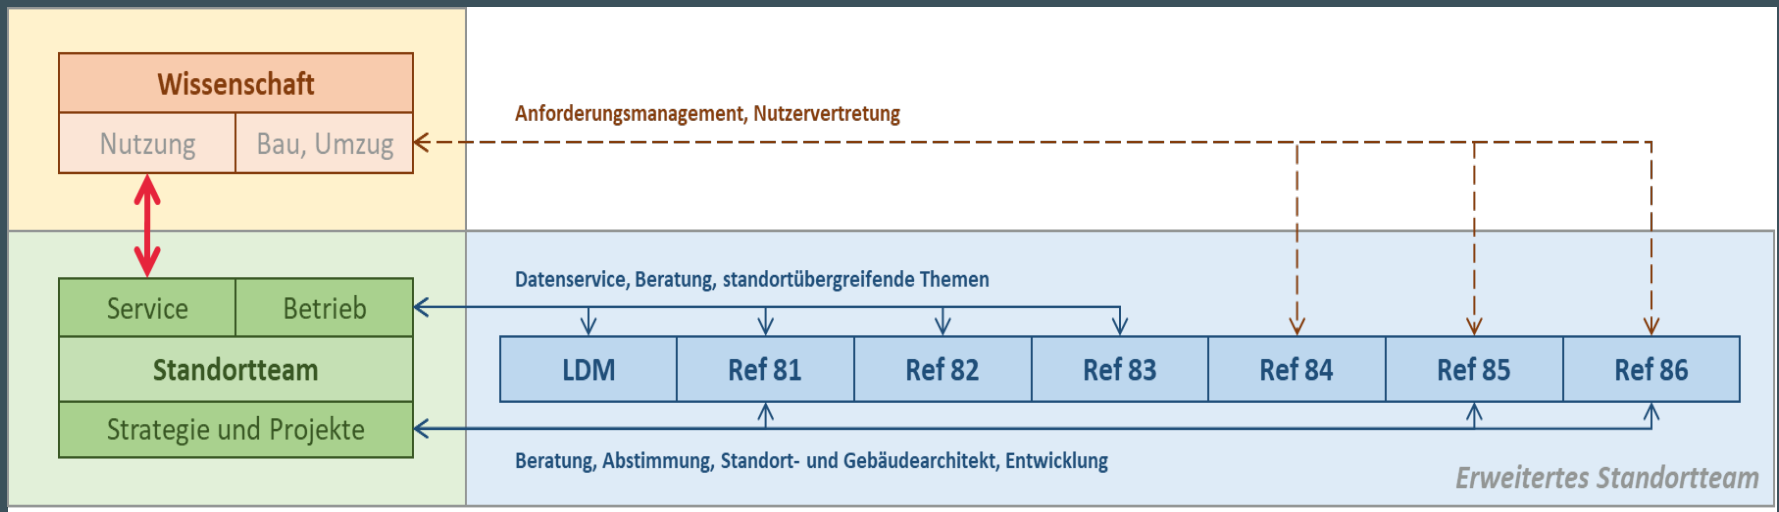 Wissenschaft
Nutzung
Bau, Umzug
Anforderungsmanagement, Nutzervertretung
Datenservice, Beratung, standortübergreifende Themen
Service
Betrieb
Standortteam
LDM
Ref 81
Ref 82
Ref 83
Ref 84
Ref 85
Ref 86
Strategie und Projekte
Beratung, Abstimmung, Standort- und Gebäudearchitekt, Entwicklung
Erweitertes Standortteam